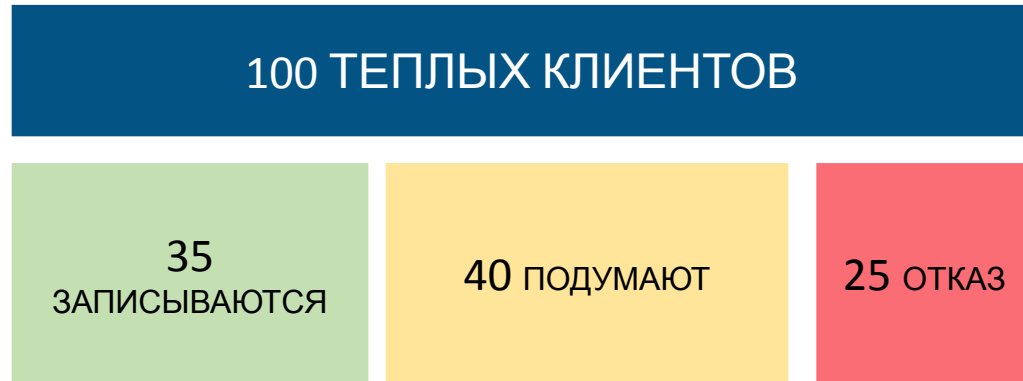 100 ТЕПЛЫХ КЛИЕНТОВ
35
ЗАПИСЫВАЮТСЯ
40 ПОДУМАЮТ
25 ОТКАЗ